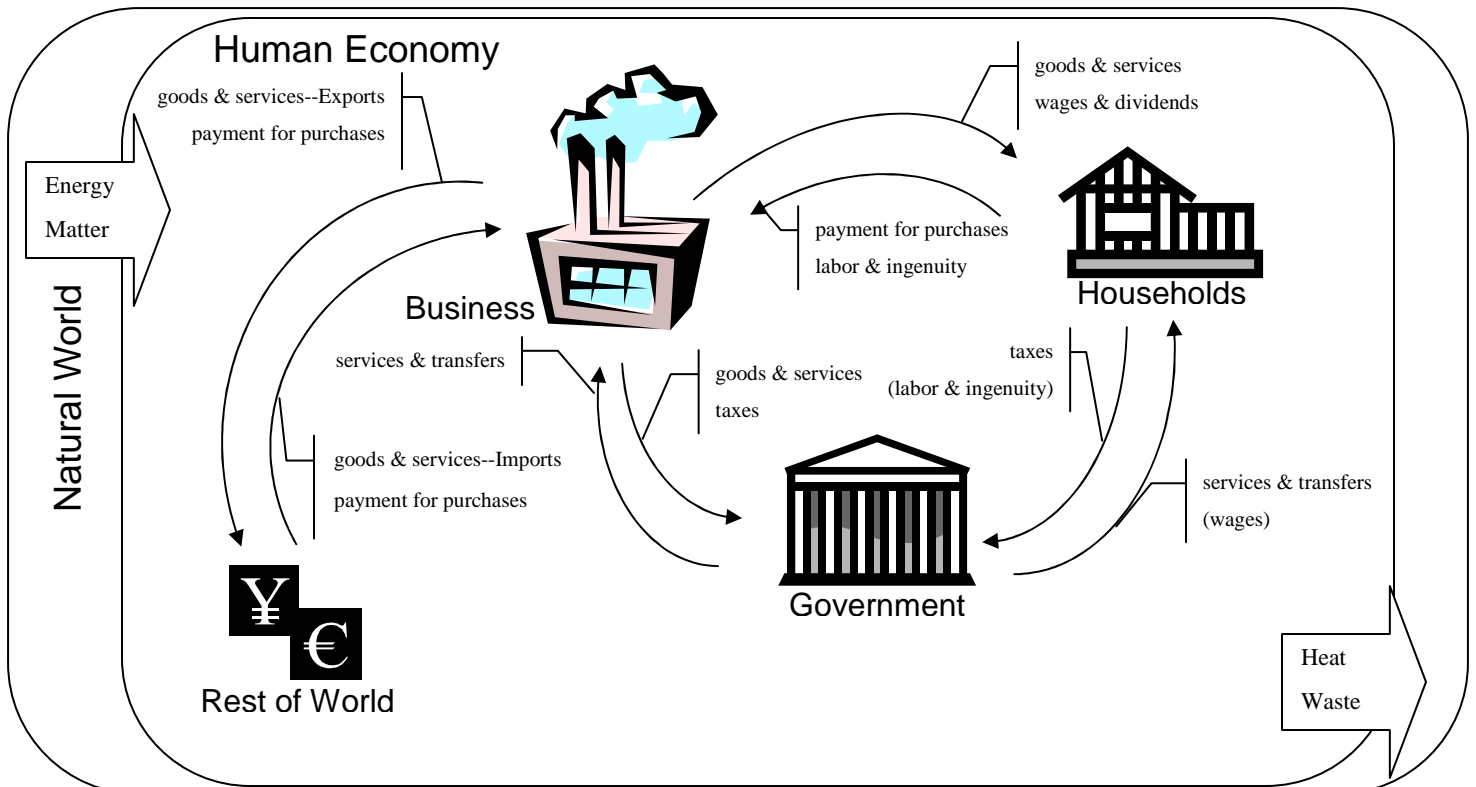 Human Economy
goods & services--Exports
payment for purchases
goods & services
wages & dividends
Energy
Matter
payment for purchases
labor & ingenuity
Households
Business
Natural World
services & transfers
goods & services
taxes
taxes
(labor & ingenuity)
goods & services--Imports
payment for purchases
services & transfers
(wages)
Government
¥
€
Rest of World
Heat
Waste